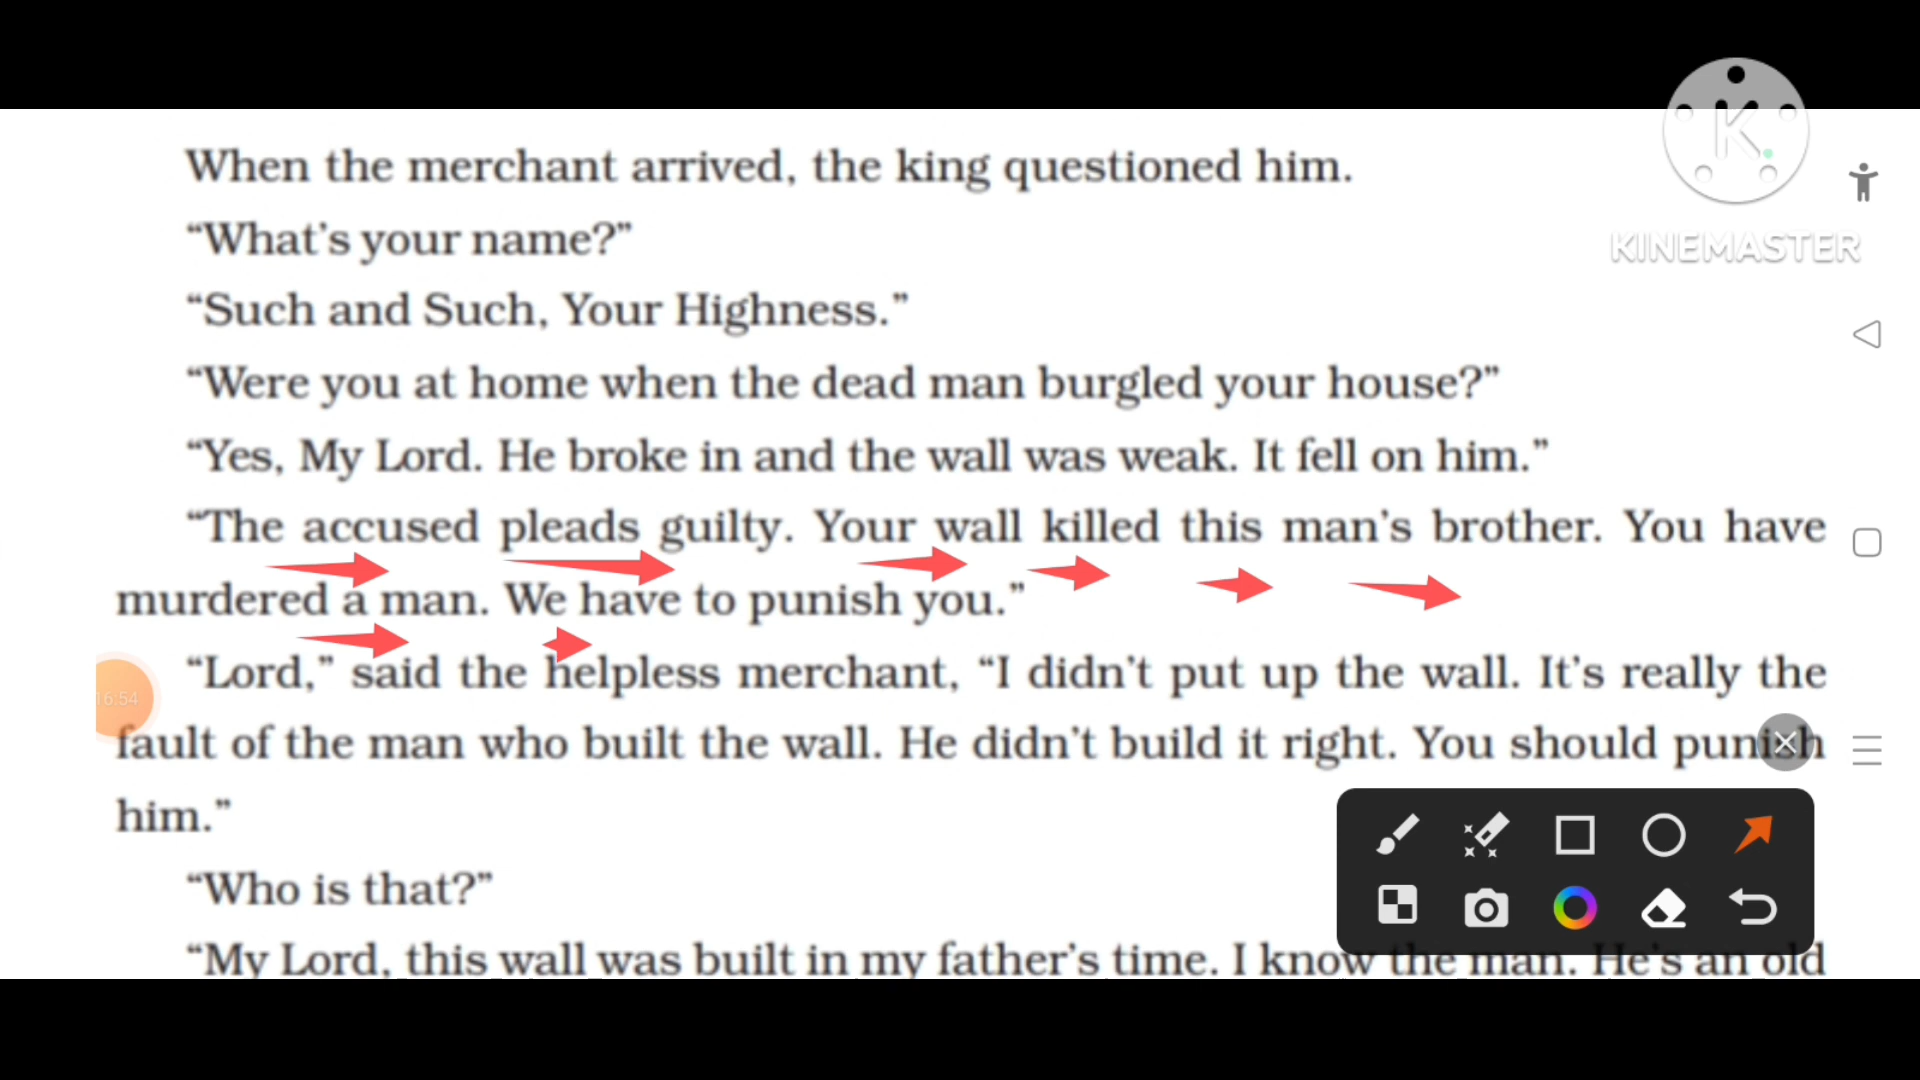 When the merchant arrived, the king questioned him.
“What’s your name?”
“Such and Such, Your Highness.”
“Were you at home when the dead man burgled your house?”
“Yes, My Lord. He broke in and the wall was weak. It fell on him.”
“The accused pleads guilty. Your wall killed this man’s brother. You have
murdered a man. We have to punish you.”
“Lord,” said the helpless merchant, “I didn’t put up the wall. It’s really the
fault of the man who built the wall. He didn’t build it right. You should punish
him.”
“Who is that?”
“My Lord, this wall was built in my father’s time. I know the man. He’s an old
K
KINEMASTER
16:54